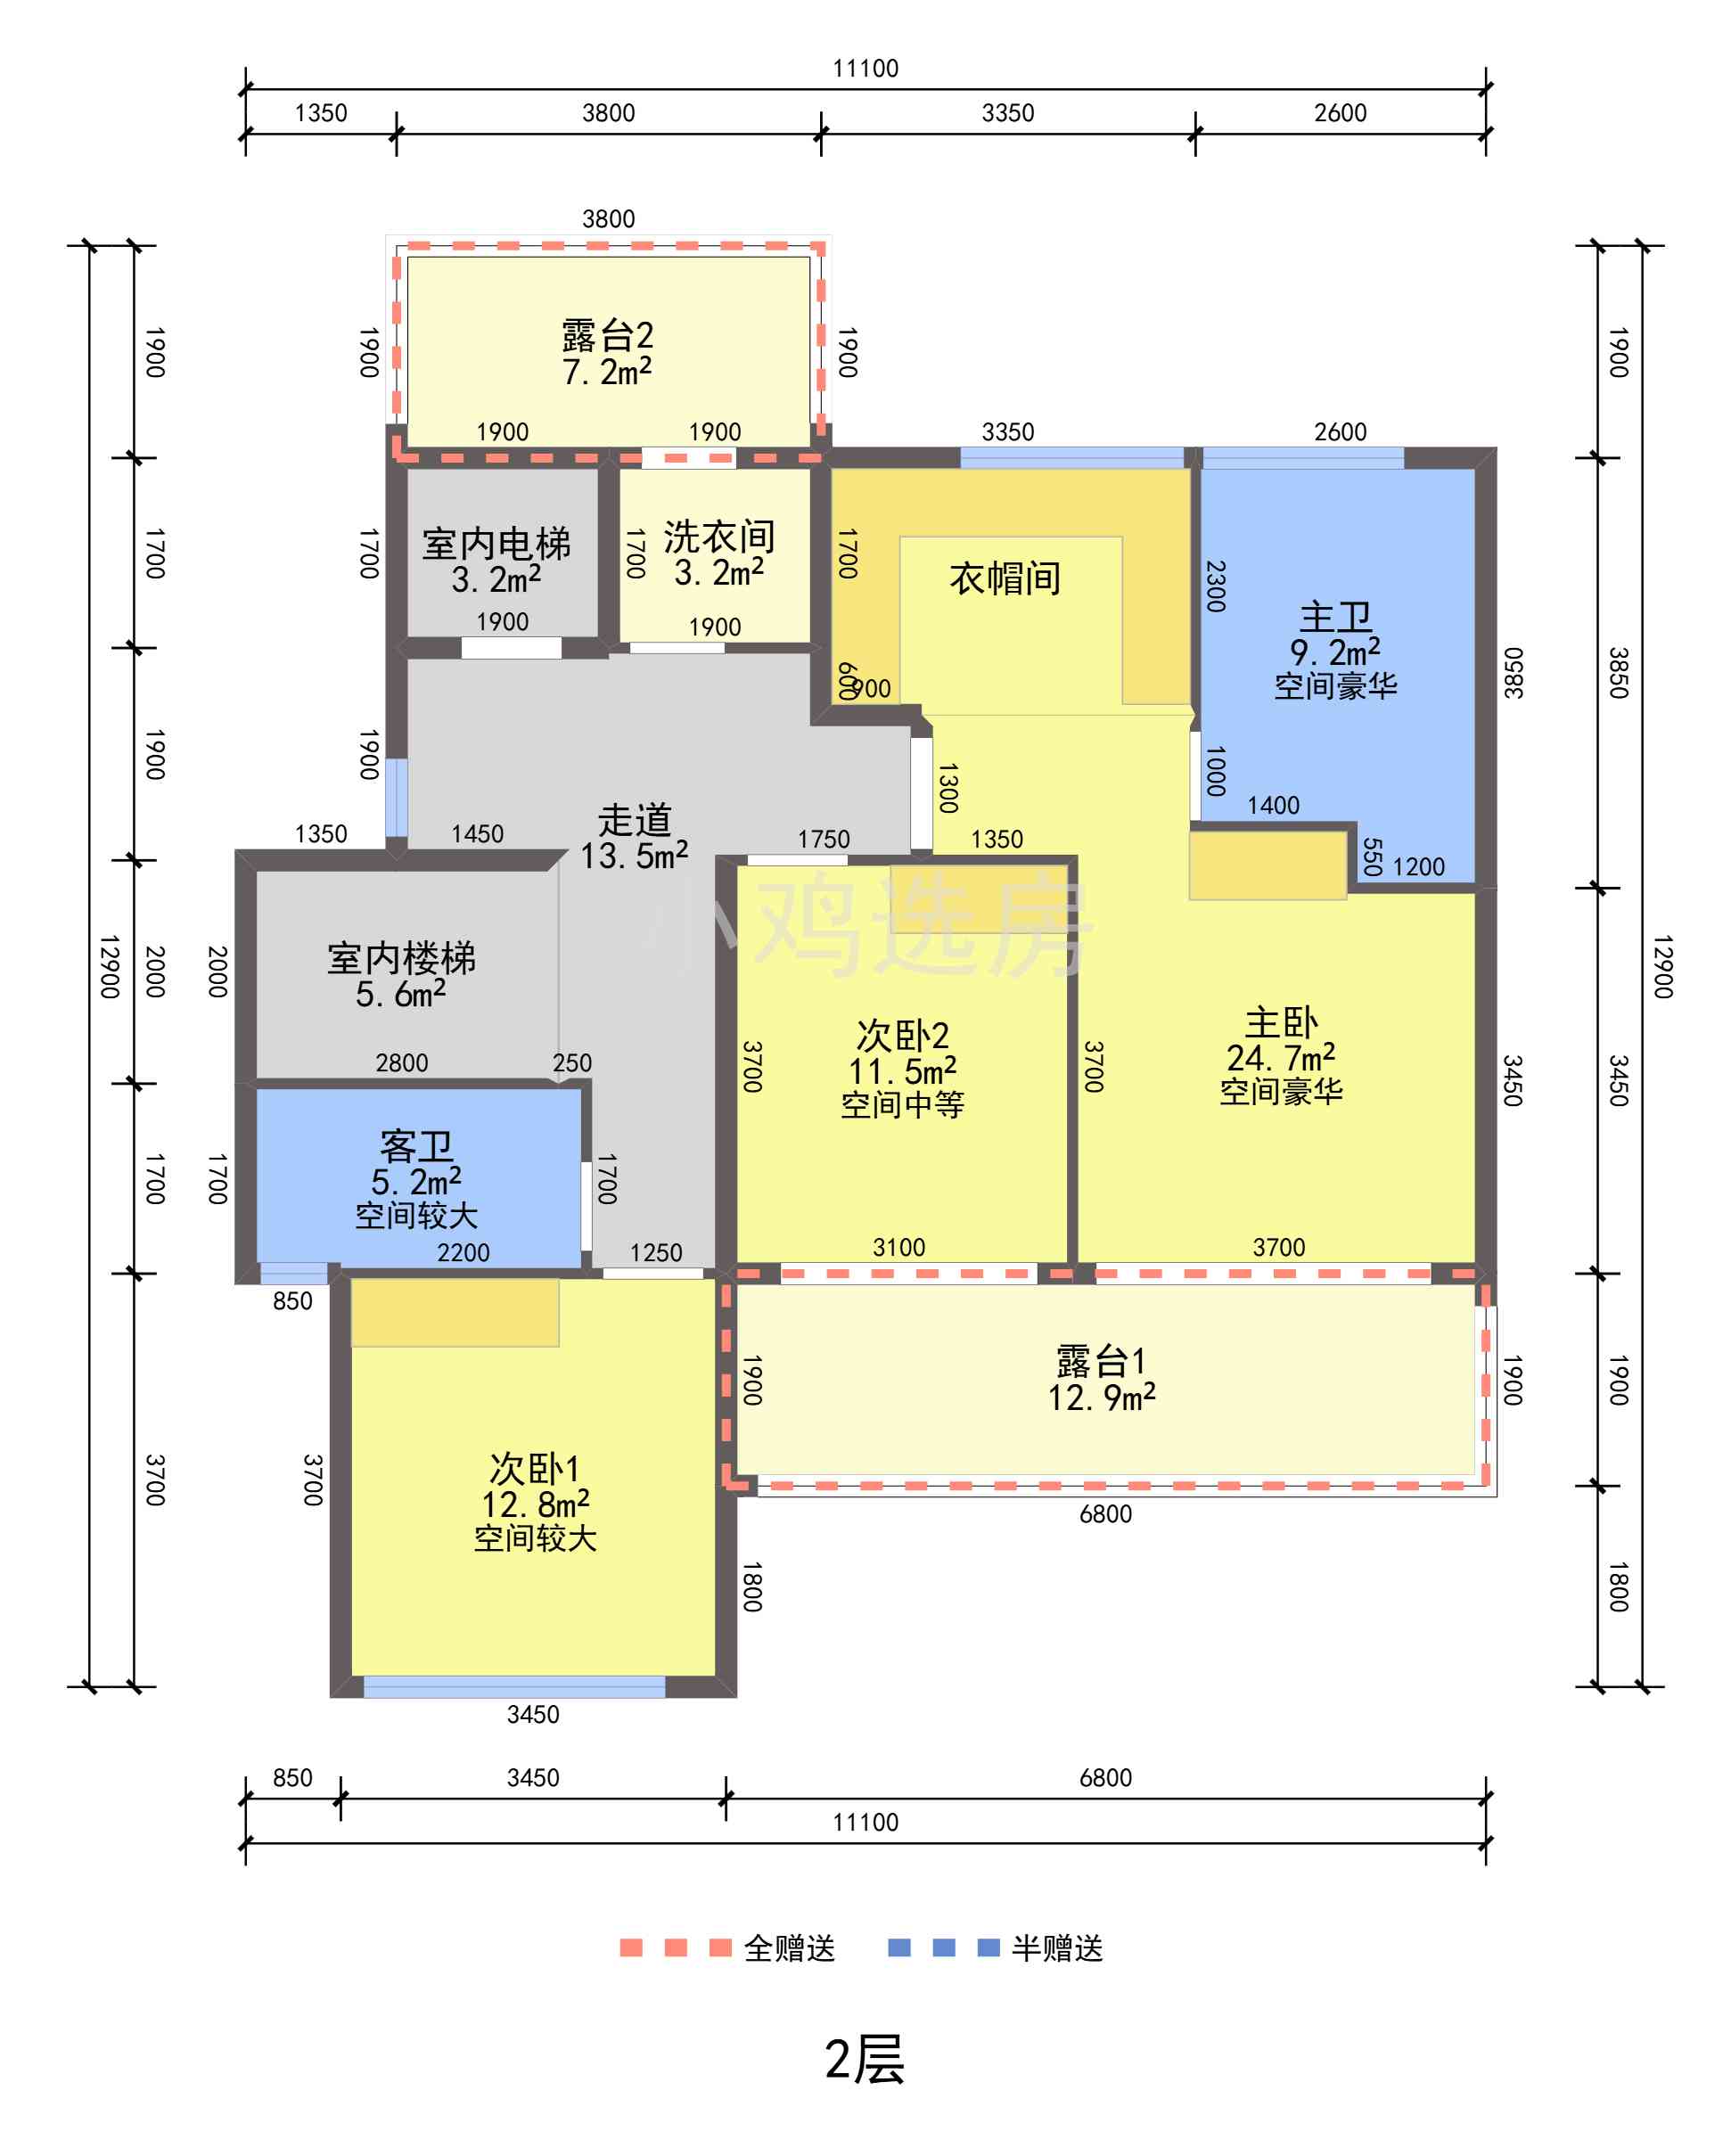 11100
1350
3800
3350
2600
3800
1900
1900
露台2
7.2m²
1900
1900
1900
12900
12900
1900
1900
3350
2600
1700
1700
室内电梯
3.2m²
1900
1700
洗衣间
3.2m²
1900
1700
600
900
衣帽间
2300
主卫
9.2m²
空间豪华
3850
3850
1900
1900
1350
1450
走道
13.5m²
1750
1300
1350
1000
1400
550
1200
小鸡选房
2000
2000
室内楼梯
5.6m²
2800
250
3700
次卧2
11.5m²
空间中等
3100
3700
主卧
24.7m²
空间豪华
3700
3450
3450
1700
1700
客卫
5.2m²
空间较大
2200
1700
1250
850
3700
3700
次卧1
12.8m²
空间较大
3450
1900
露台1
12.9m²
6800
1900
1900
1800
1800
850
3450
6800
11100
全赠送
半赠送
2层